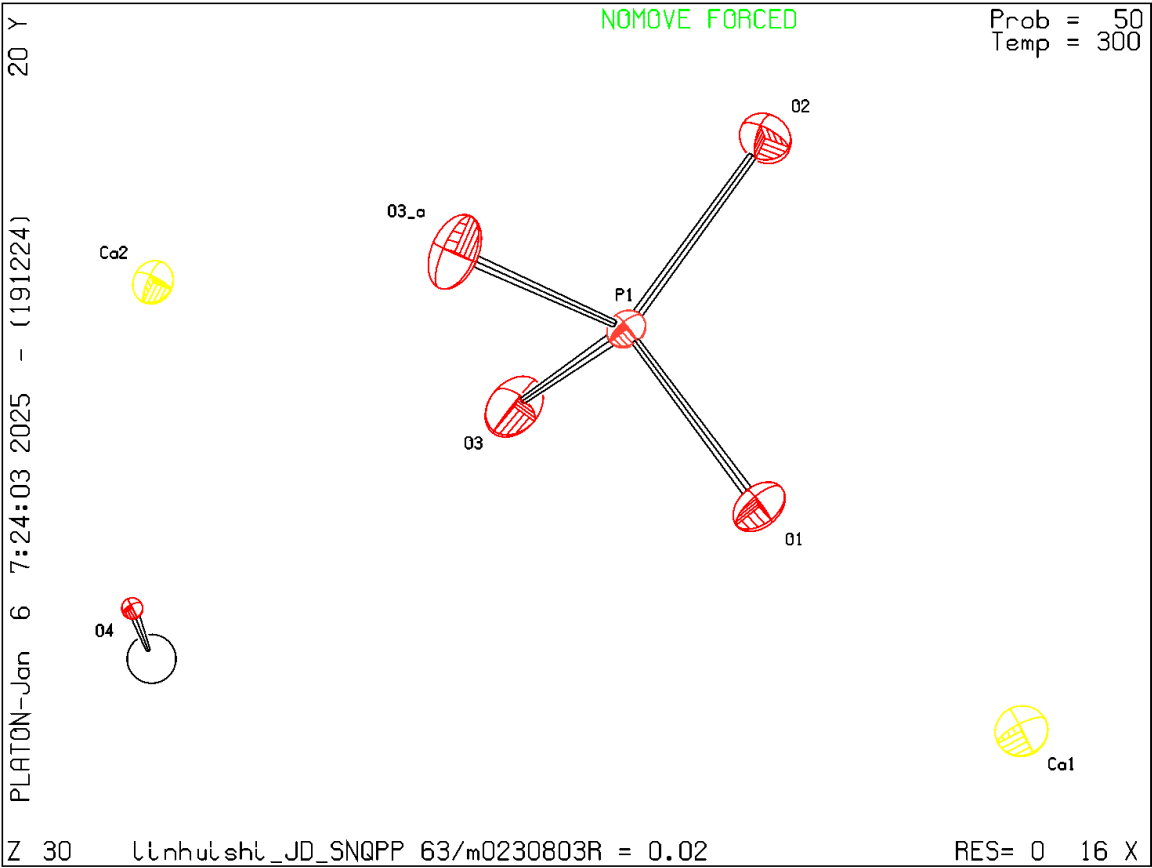 NOMOVE FORCED
Prob = 50
Temp = 300
20 Y
O2
O3_a
Ca2
P1
O3
O1
O4
Ca1
PLATON-Jan 6 7:24:03 2025 - (191224)
Z 30 linhuishi_JD_SNQPP 63/m0230803R = 0.02 RES= 0 16 X